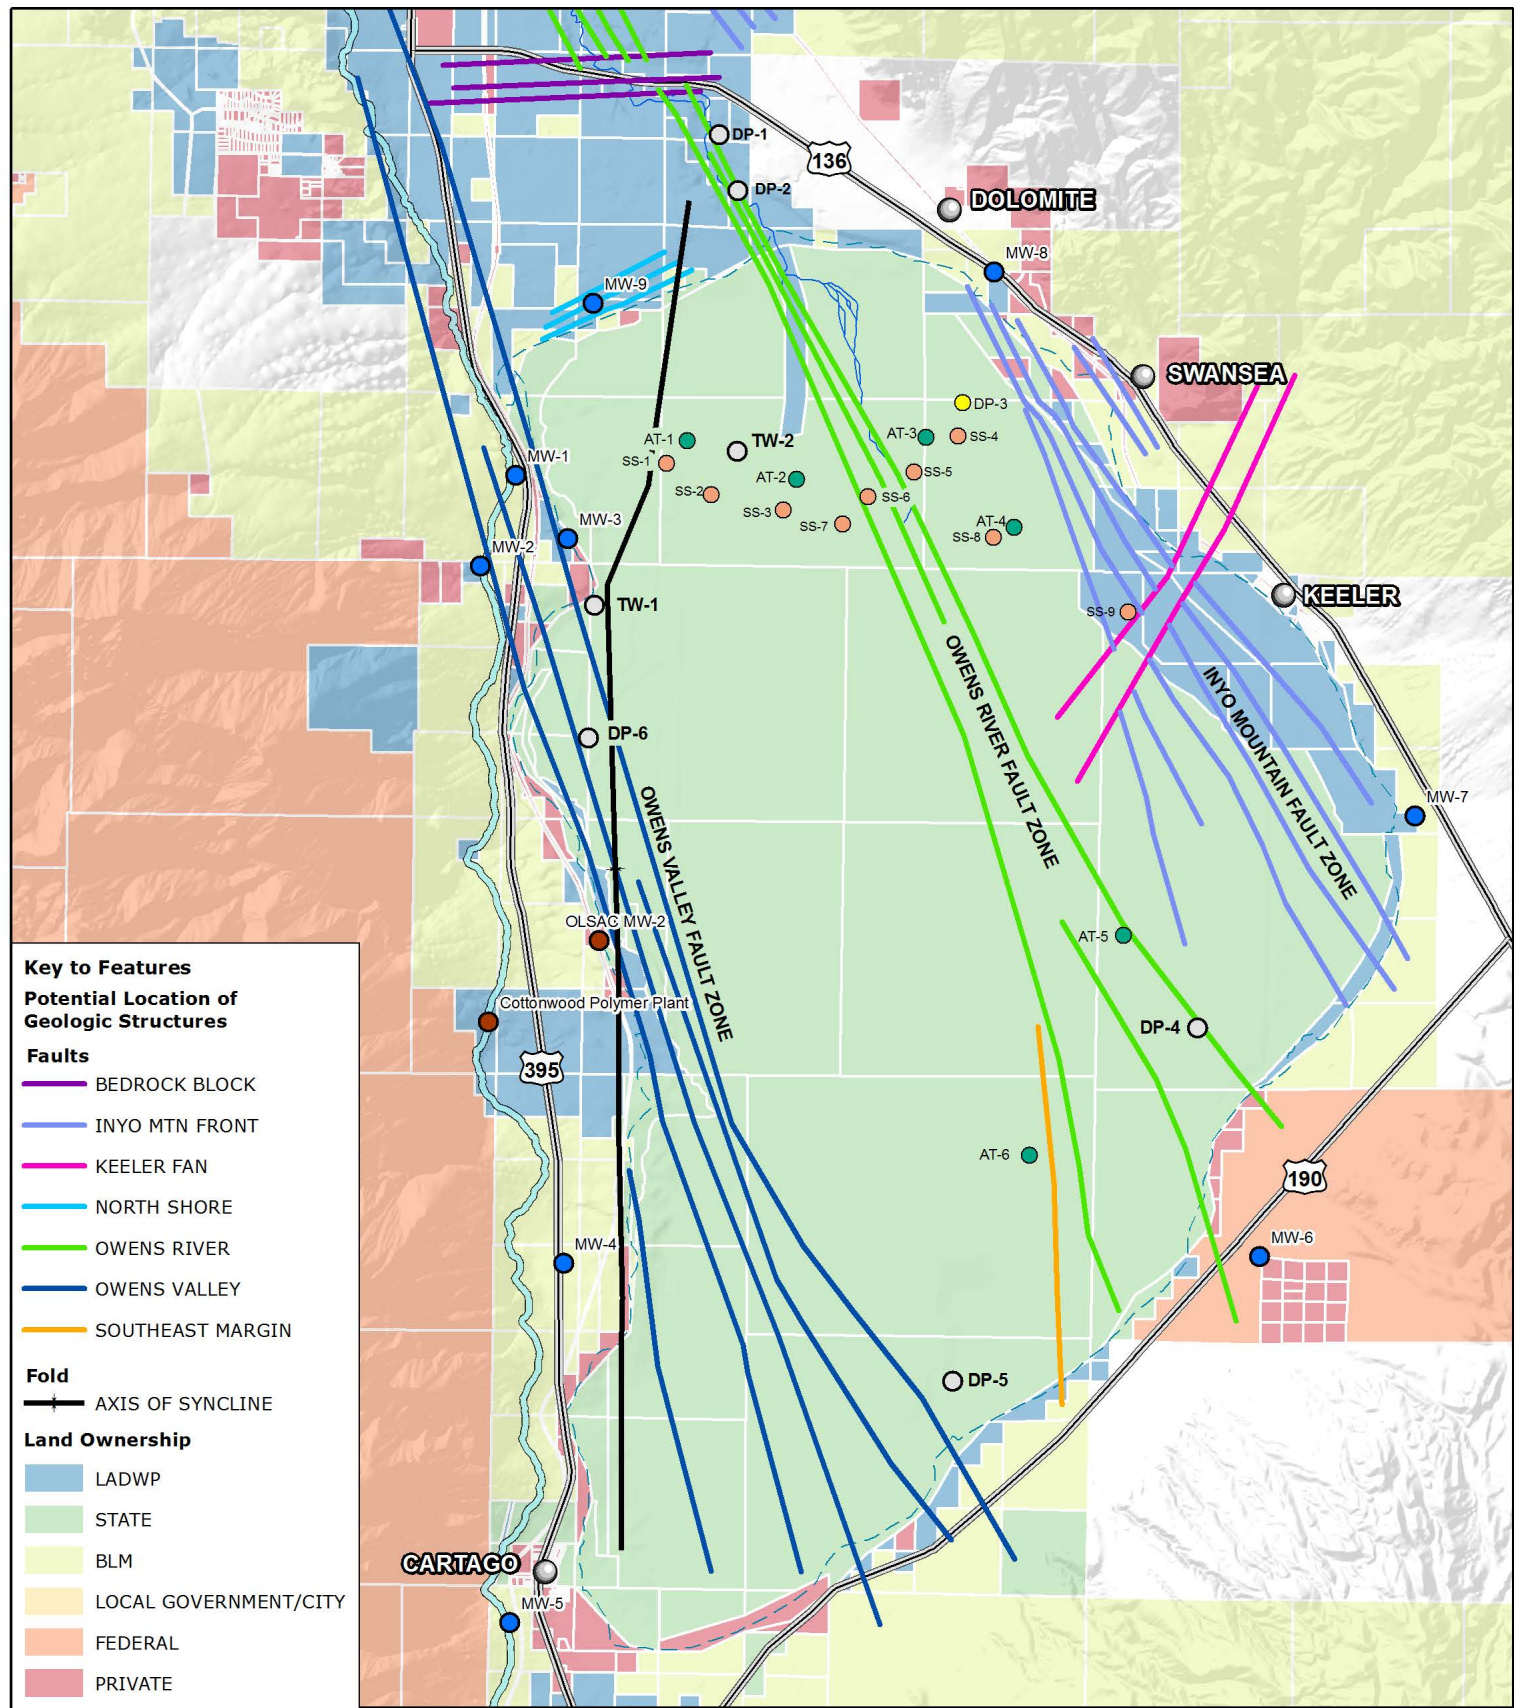 DP-1
136
DP-2
DOLOMITE
MW-8
MW-9
SWANSEA
DP-3
AT-1
TW-2
AT-3
SS-4
MW-1
SS-1
SS-5
AT-2
SS-2
SS-6
SS-3
SS-7
MW-3
AT-4
SS-8
MW-2
KEELER
TW-1
SS-9
OWENS RIVER FAULT ZONE
INYO MOUNTAIN FAULT ZONE
DP-6
OWENS VALLEY FAULT ZONE
MW-7
OLSAC MW-2
AT-5
Cottonwood Polymer Plant
DP-4
395
AT-6
190
MW-4
MW-6
DP-5
CARTAGO
MW-5
Key to Features
Potential Location of
Geologic Structures
Faults
BEDROCK BLOCK
INYO MTN FRONT
KEELER FAN
NORTH SHORE
OWENS RIVER
OWENS VALLEY
SOUTHEAST MARGIN
Fold
AXIS OF SYNCLINE
Land Ownership
LADWP
STATE
BLM
LOCAL GOVERNMENT/CITY
FEDERAL
PRIVATE